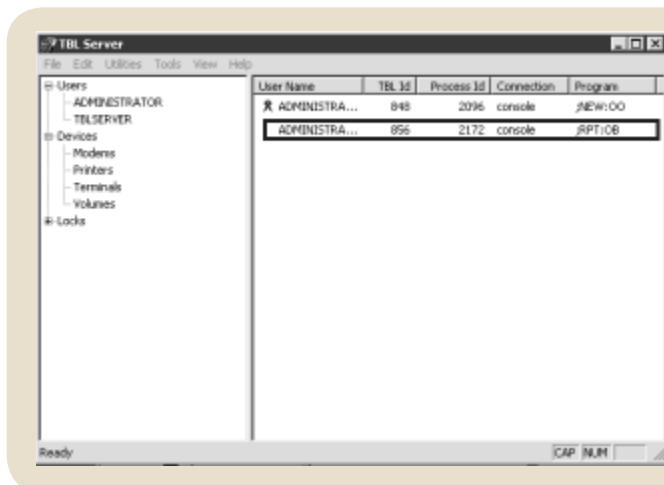 TBL Server
File Edit Utilities Tools View Help
Users
ADMINISTRATOR
TBLSERVER
Devices
Modems
Printers
Terminals
Volumes
Locks
User Name TBL Id Process Id Connection Program
ADMINISTRA... 848 2096 console ;NEW:OO
ADMINISTRA... 856 2172 console ;RPT:OB
Ready CAP NUM